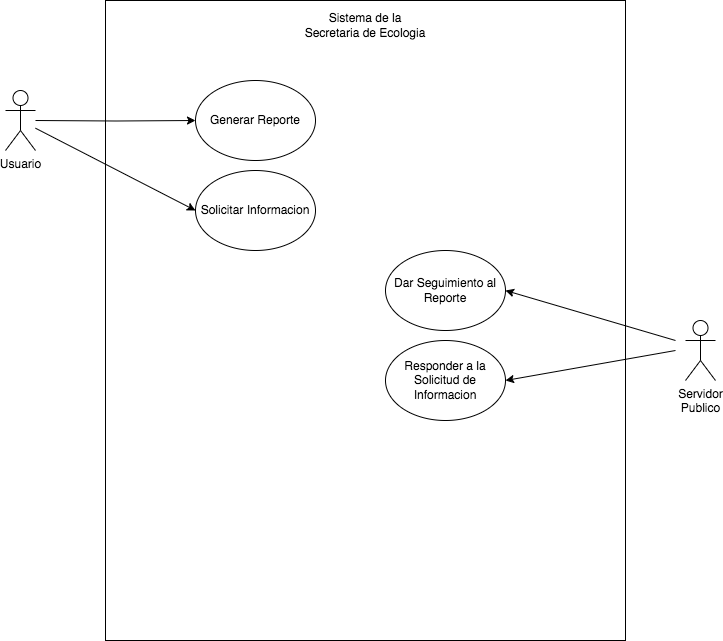 Sistema de la
Secretaria de Ecologia
Generar Reporte
Usuario
Solicitar Informacion
Dar Seguimiento al
Reporte
Responder a la
Solicitud de
Informacion
Servidor
Publico